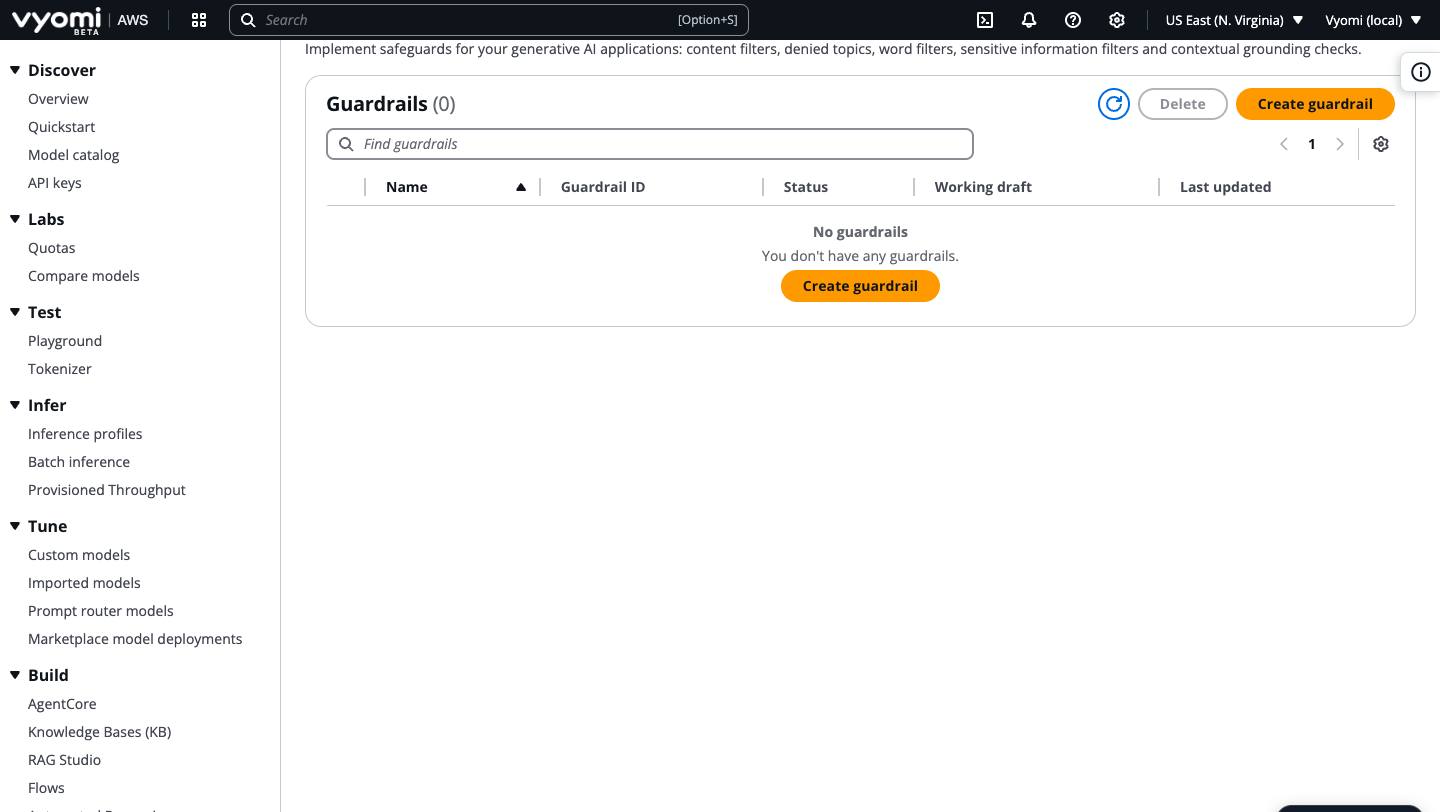 vyomi BETA AWS Search [Option+S] US East (N. Virginia) Vyomi (local)
Discover
Overview
Quickstart
Model catalog
API keys
Labs
Quotas
Compare models
Test
Playground
Tokenizer
Infer
Inference profiles
Batch inference
Provisioned Throughput
Tune
Custom models
Imported models
Prompt router models
Marketplace model deployments
Build
AgentCore
Knowledge Bases (KB)
RAG Studio
Flows
Implement safeguards for your generative AI applications: content filters, denied topics, word filters, sensitive information filters and contextual grounding checks.
Guardrails (0) Delete Create guardrail
Find guardrails 1
Name Guardrail ID Status Working draft Last updated
No guardrails
You don't have any guardrails.
Create guardrail